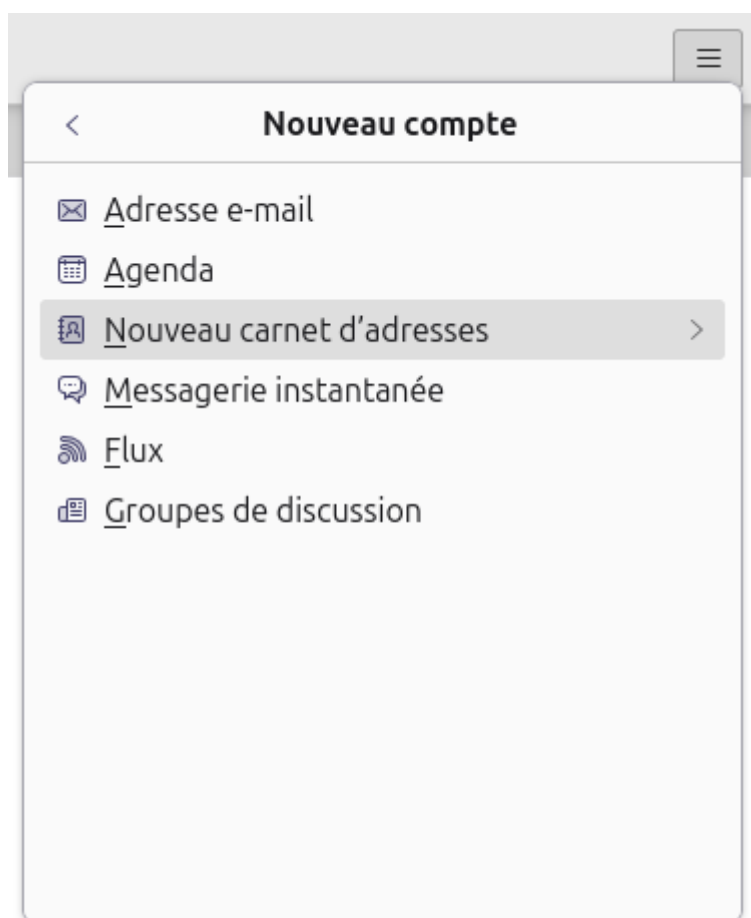 Nouveau compte
Adresse e-mail
Agenda
Nouveau carnet d’adresses
Messagerie instantanée
Flux
Groupes de discussion